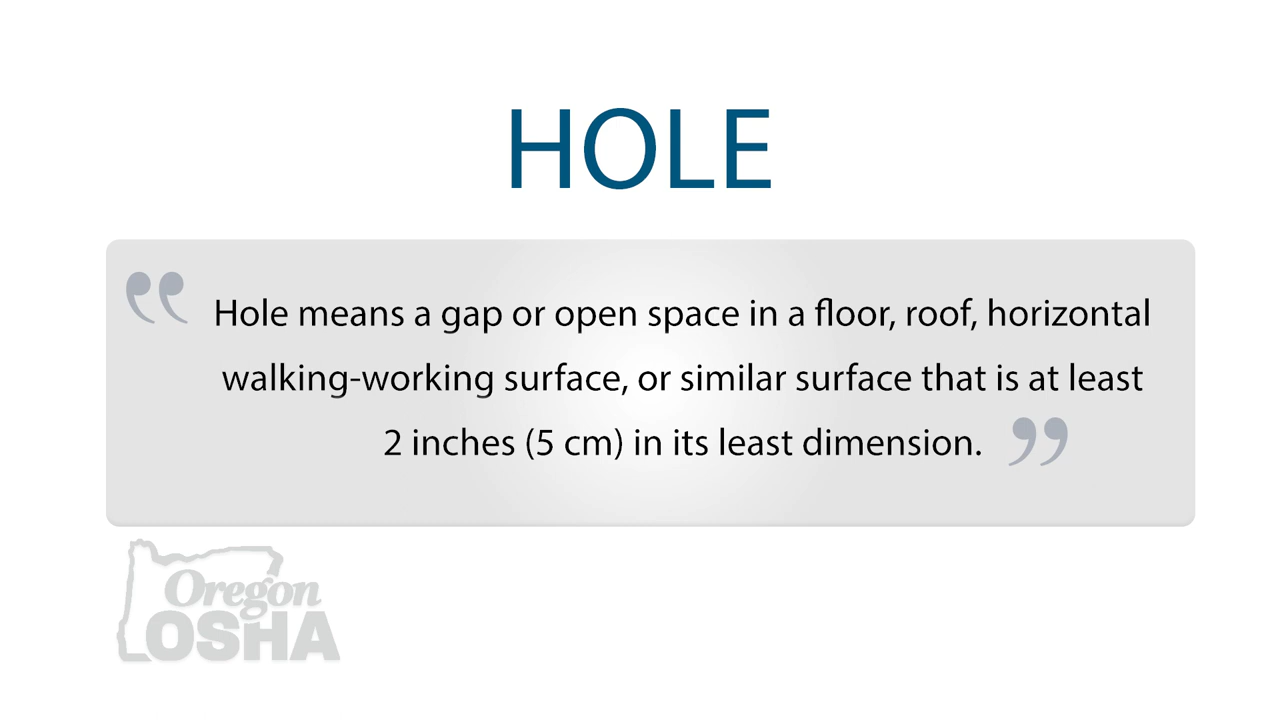 HOLE
“Hole means a gap or open space in a floor, roof, horizontal
walking-working surface, or similar surface that is at least
2 inches (5 cm) in its least dimension.”
Oregon
OSHA